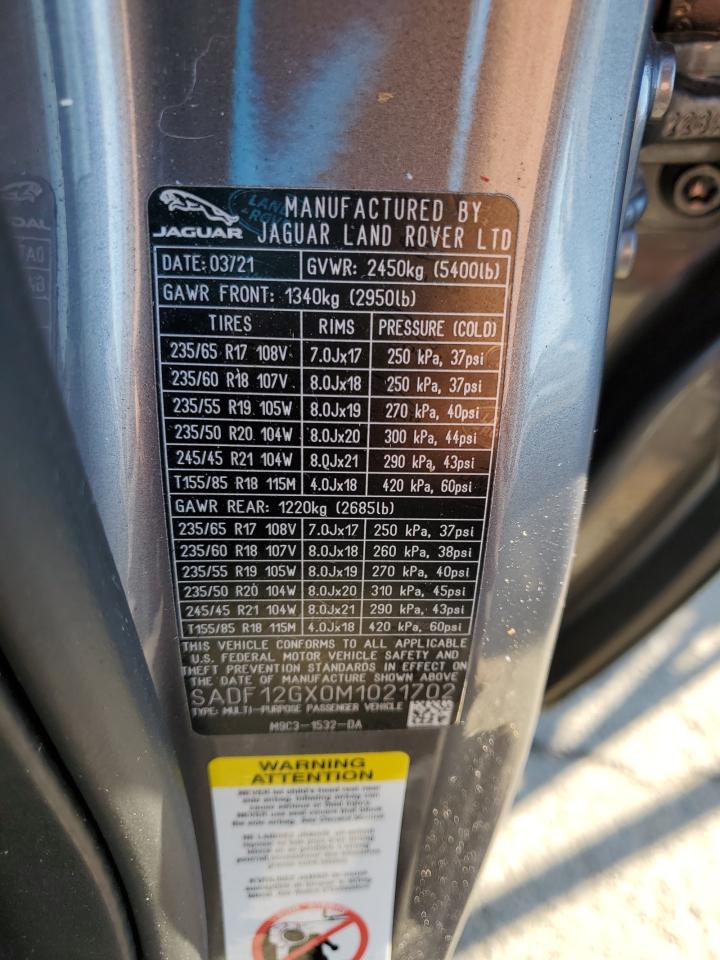 JAGUAR
LAND ROVER
MANUFACTURED BY
JAGUAR LAND ROVER LTD
DATE: 03/21 GVWR: 2450kg (5400lb)
GAWR FRONT: 1340kg (2950lb)
TIRES RIMS PRESSURE (COLD)
235/65 R17 108V 7.0Jx17 250 kPa, 37psi
235/60 R18 107V 8.0Jx18 250 kPa, 37psi
235/55 R19 105W 8.0Jx19 270 kPa, 40psi
235/50 R20 104W 8.0Jx20 300 kPa, 44psi
245/45 R21 104W 8.0Jx21 290 kPa, 43psi
T155/85 R18 115M 4.0Jx18 420 kPa, 60psi
GAWR REAR: 1220kg (2685lb)
235/65 R17 108V 7.0Jx17 250 kPa, 37psi
235/60 R18 107V 8.0Jx18 260 kPa, 38psi
235/55 R19 105W 8.0Jx19 270 kPa, 40psi
235/50 R20 104W 8.0Jx20 310 kPa, 45psi
245/45 R21 104W 8.0Jx21 290 kPa, 43psi
T155/85 R18 115M 4.0Jx18 420 kPa, 60psi
THIS VEHICLE CONFORMS TO ALL APPLICABLE
U.S. FEDERAL MOTOR VEHICLE SAFETY AND
THEFT PREVENTION STANDARDS IN EFFECT ON
THE DATE OF MANUFACTURE SHOWN ABOVE
SADF12GX0M1021702
TYPE: MULTI-PURPOSE PASSENGER VEHICLE
M9C3-1532-DA
WARNING
ATTENTION